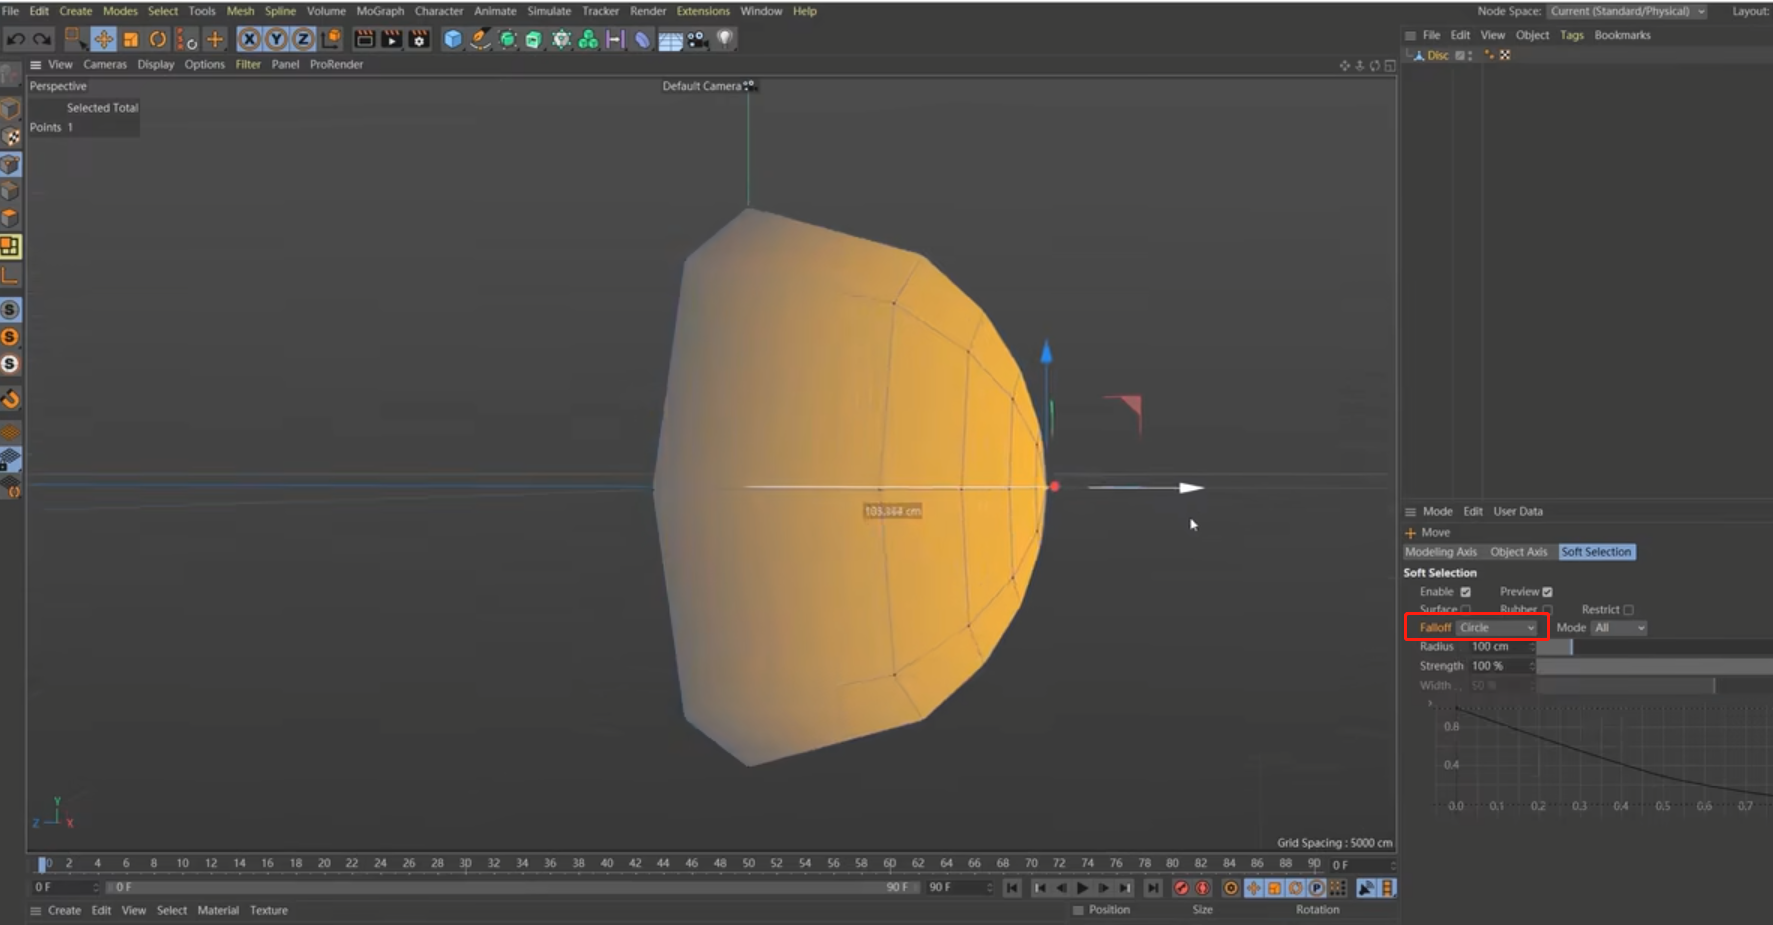 File Edit Create Modes Select Tools Mesh Spline Volume MoGraph Character Animate Simulate Tracker Render Extensions Window Help Node Space: Current (Standard/Physical) Layout:
X Y Z
File Edit View Object Tags Bookmarks
View Cameras Display Options Filter Panel ProRender
Disc
Perspective
Default Camera
Selected Total
Points 1
S
S
S
Mode Edit User Data
Move
Modeling Axis Object Axis Soft Selection
Soft Selection
Enable Preview
Surface Rubber Restrict
Falloff Circle Mode All
Radius 100 cm
Strength 100 %
Width 50 %
0.8
0.4
0.0 0.1 0.2 0.3 0.4 0.5 0.6 0.7
Y
Z X
Grid Spacing : 5000 cm
0 2 4 6 8 10 12 14 16 18 20 22 24 26 28 30 32 34 36 38 40 42 44 46 48 50 52 54 56 58 60 62 64 66 68 70 72 74 76 78 80 82 84 86 88 90 0 F
0 F 0 F 90 F 90 F P
Create Edit View Select Material Texture Position Size Rotation